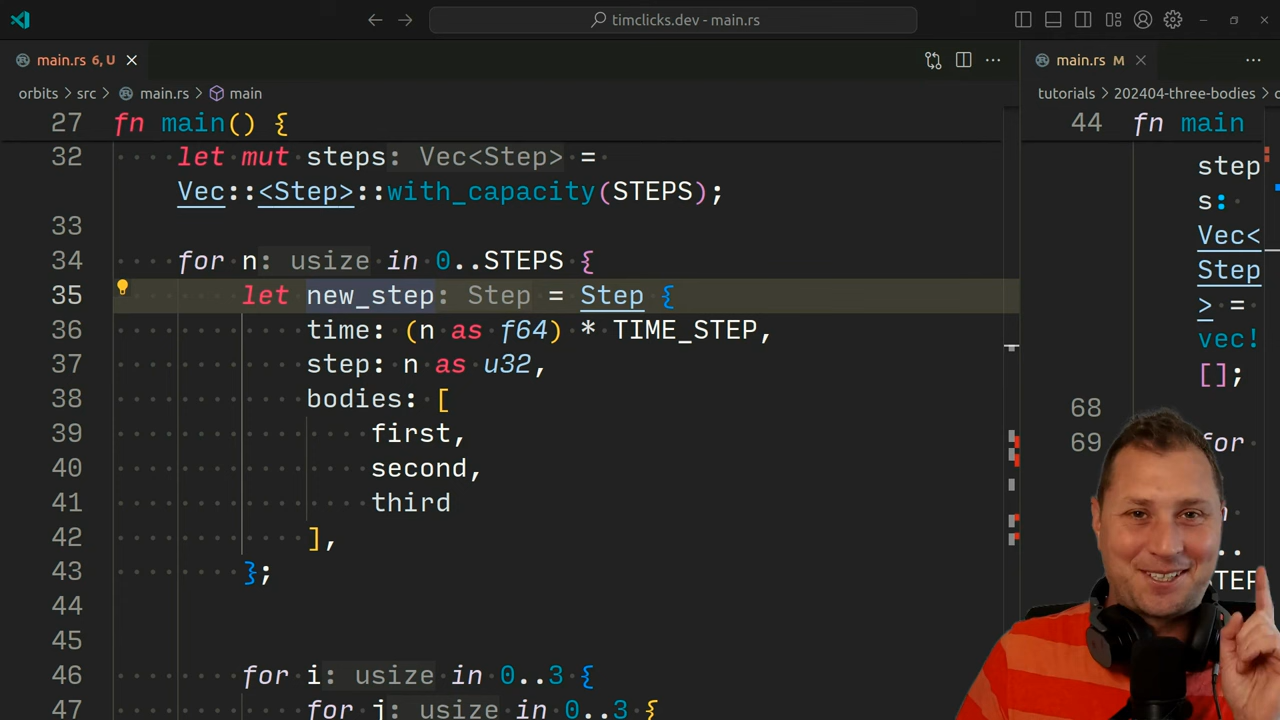 timclicks.dev - main.rs
main.rs 6, U
main.rs M
orbits > src > main.rs > main
tutorials > 202404-three-bodies >
27 fn main() {
32 let mut steps: Vec<Step> =
Vec::<Step>::with_capacity(STEPS);
33
34 for n: usize in 0..STEPS {
35 let new_step: Step = Step {
36 time: (n as f64) * TIME_STEP,
37 step: n as u32,
38 bodies: [
39 first,
40 second,
41 third
42 ],
43 };
44
45
46 for i: usize in 0..3 {
47 for j: usize in 0..3 {
44 fn main
step
s:
Vec<
Step
> =
vec!
[];
68
69 for
..
STEP